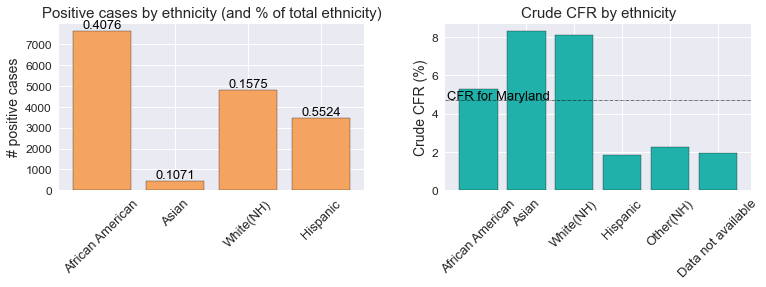 Positive cases by ethnicity (and % of total ethnicity)
# positive cases
7000
6000
5000
4000
3000
2000
1000
0
0.4076
0.1071
0.1575
0.5524
African American
Asian
White(NH)
Hispanic
Crude CFR by ethnicity
Crude CFR (%)
8
6
4
2
0
CFR for Maryland
African American
Asian
White(NH)
Hispanic
Other(NH)
Data not available